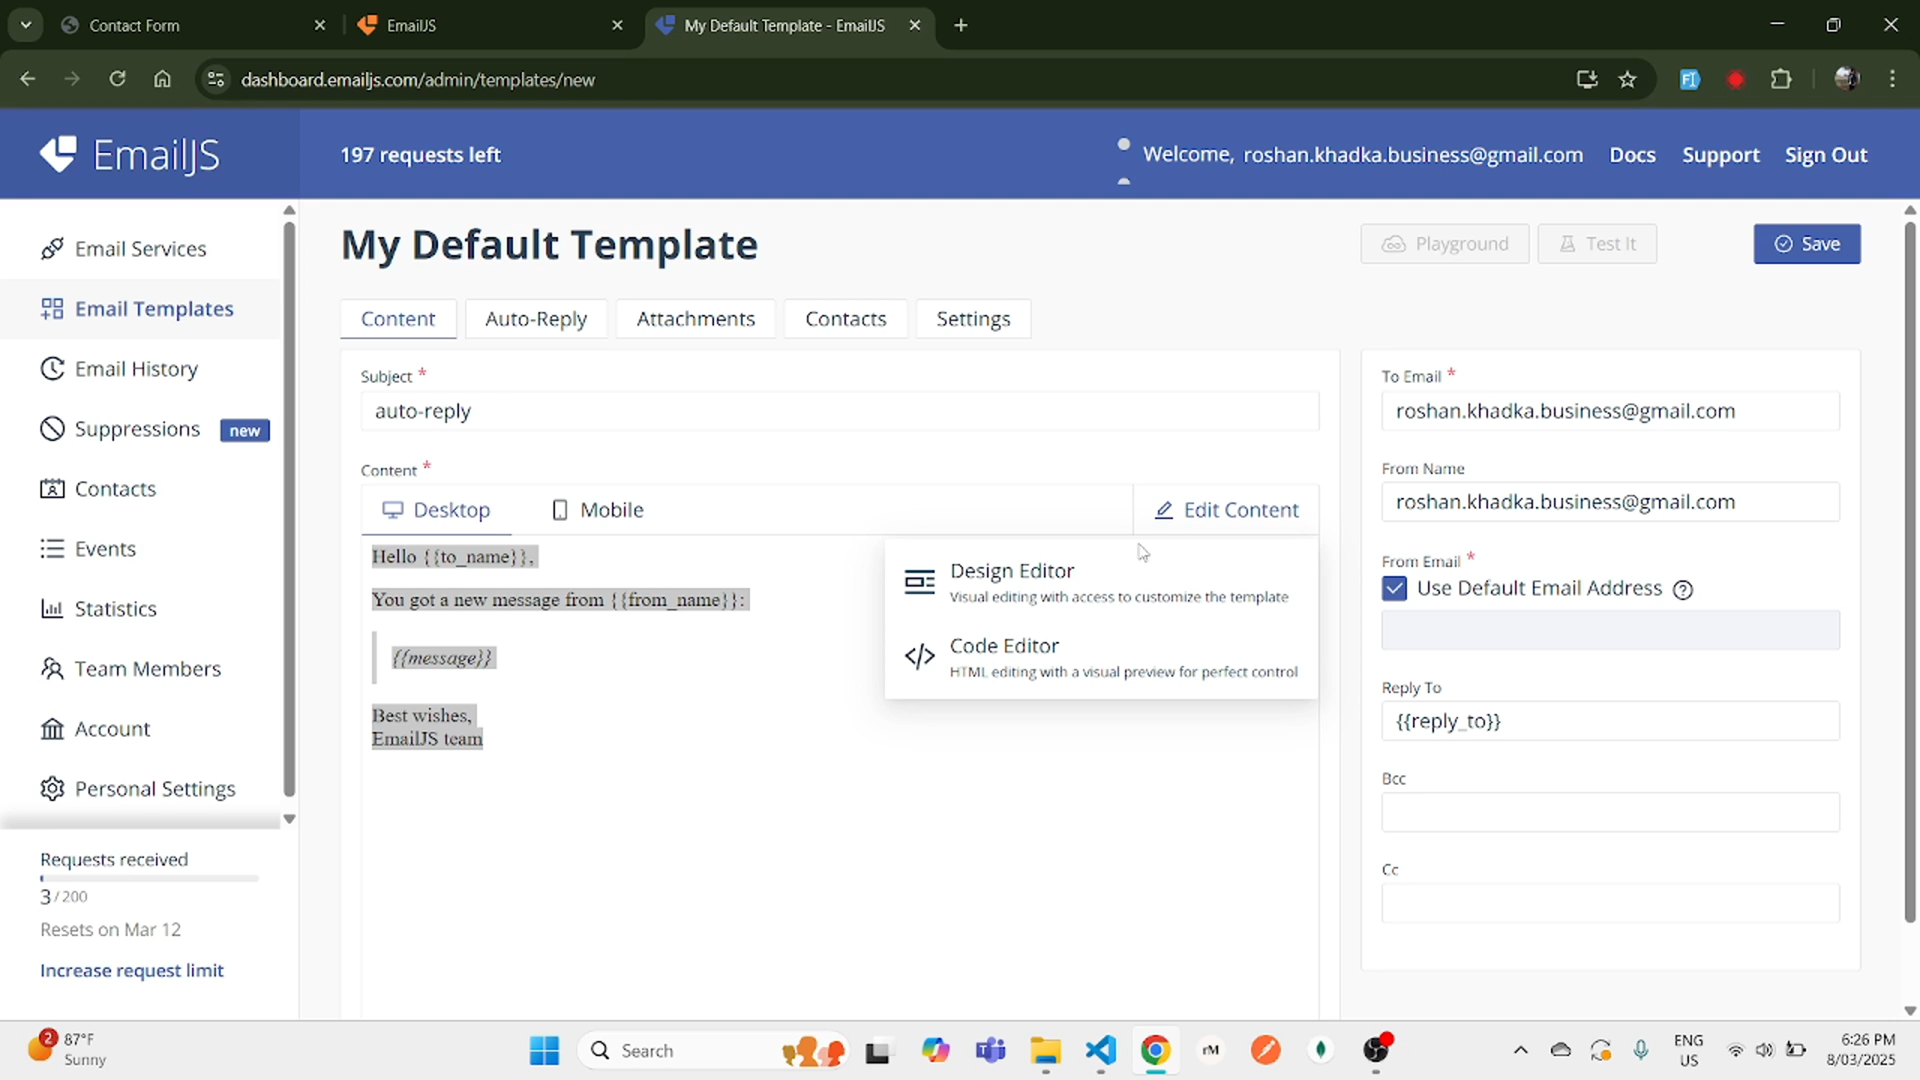 Contact Form
EmailJS
My Default Template - EmailJS
dashboard.emailjs.com/admin/templates/new
EmailJS
197 requests left
Welcome, roshan.khadka.business@gmail.com
Docs
Support
Sign Out
Email Services
Email Templates
Email History
Suppressions new
Contacts
Events
Statistics
Team Members
Account
Personal Settings
Requests received
3/200
Resets on Mar 12
Increase request limit
My Default Template
Playground
Test It
Save
Content
Auto-Reply
Attachments
Contacts
Settings
Subject *
auto-reply
Content *
Desktop
Mobile
Edit Content
Hello {{to_name}},
You got a new message from {{from_name}}:
{{message}}
Best wishes,
EmailJS team
Design Editor
Visual editing with access to customize the template
Code Editor
HTML editing with a visual preview for perfect control
To Email *
roshan.khadka.business@gmail.com
From Name
roshan.khadka.business@gmail.com
From Email *
Use Default Email Address
Reply To
{{reply_to}}
Bcc
Cc
2
87°F
Sunny
Search
rM
ENG
US
6:26 PM
8/03/2025